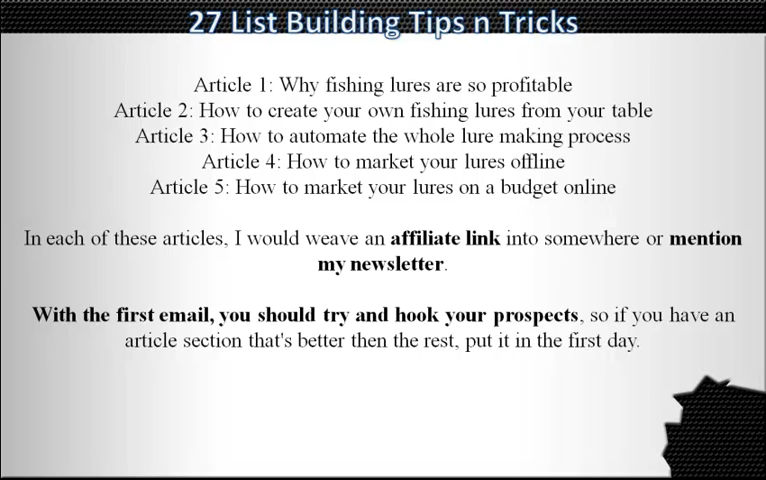 27 List Building Tips n Tricks
Article 1: Why fishing lures are so profitable
Article 2: How to create your own fishing lures from your table
Article 3: How to automate the whole lure making process
Article 4: How to market your lures offline
Article 5: How to market your lures on a budget online
In each of these articles, I would weave an affiliate link into somewhere or mention
my newsletter.
With the first email, you should try and hook your prospects, so if you have an
article section that's better then the rest, put it in the first day.